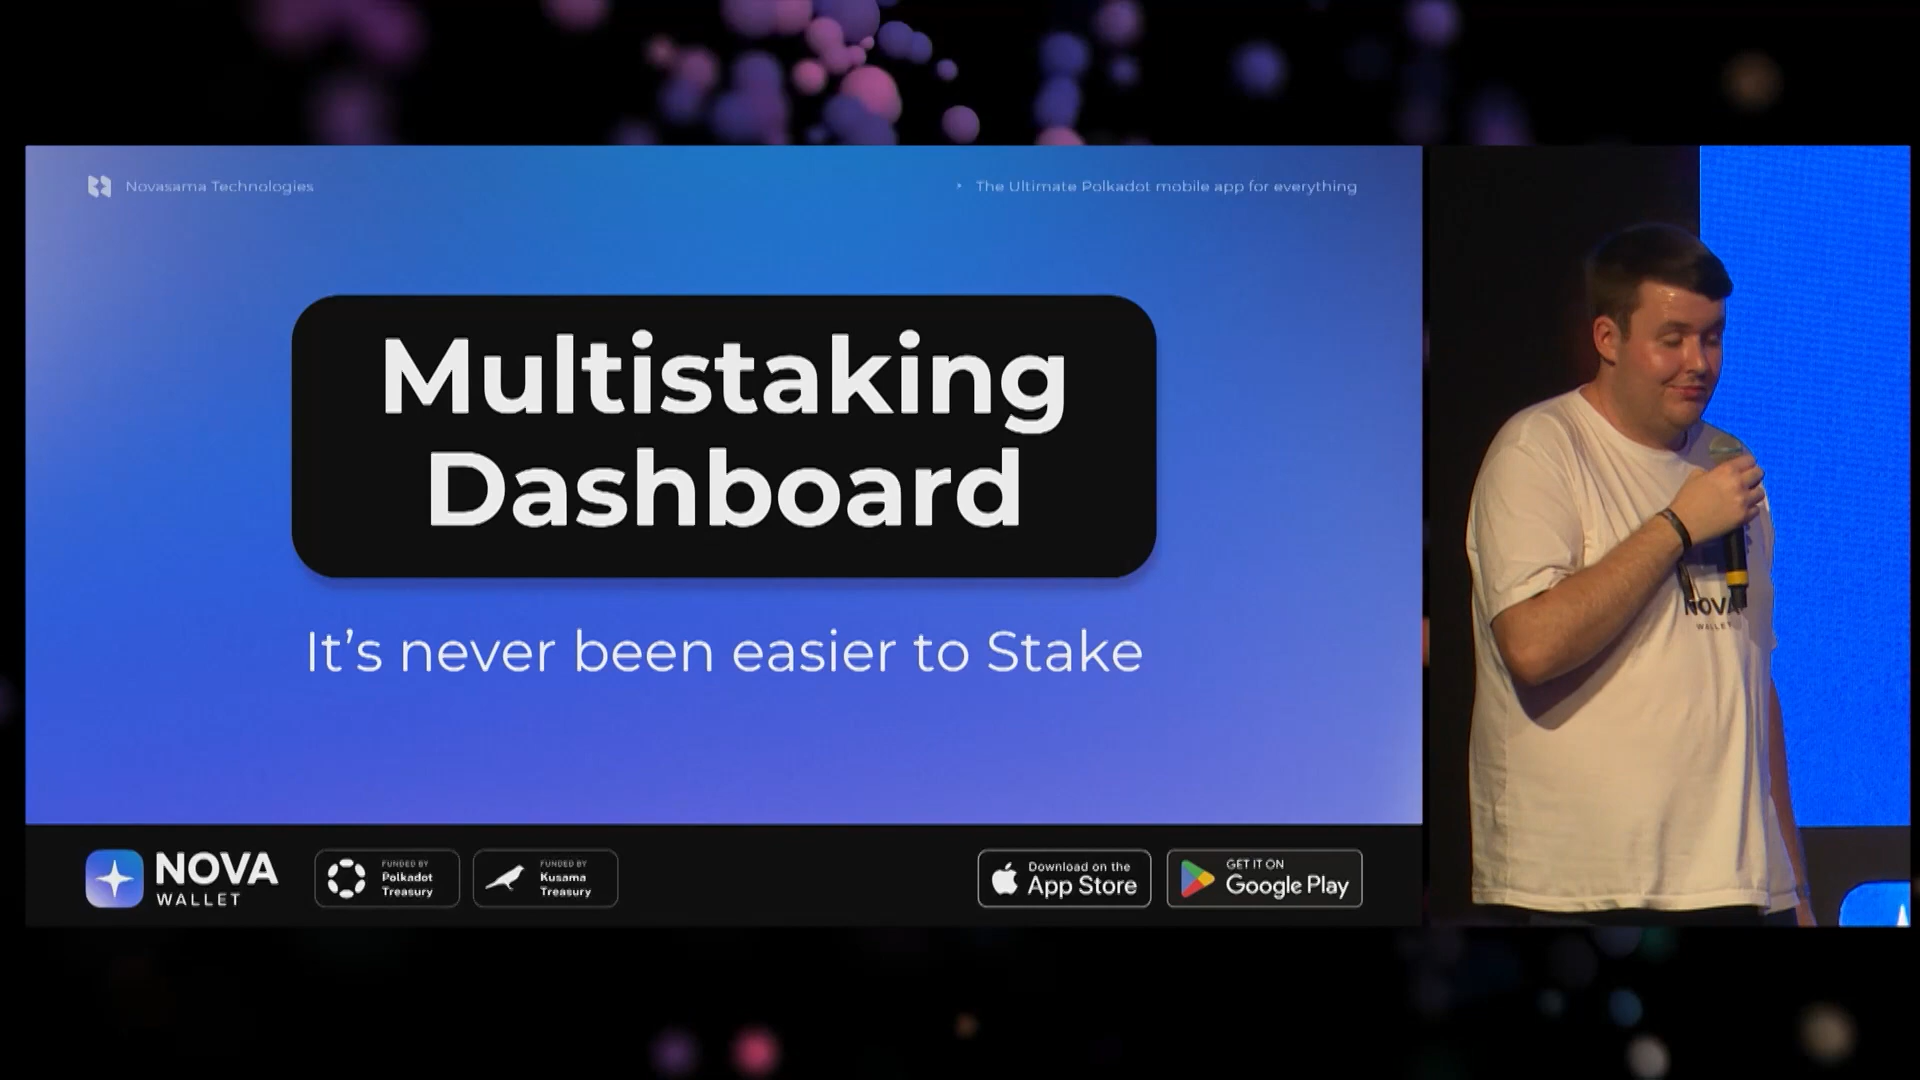 Novasama Technologies
The Ultimate Polkadot mobile app for everything
Multistaking
Dashboard
It's never been easier to Stake
NOVA
WALLET
FUNDED BY
Polkadot
Treasury
FUNDED BY
Kusama
Treasury
Download on the
App Store
GET IT ON
Google Play
NOVA
WALLET